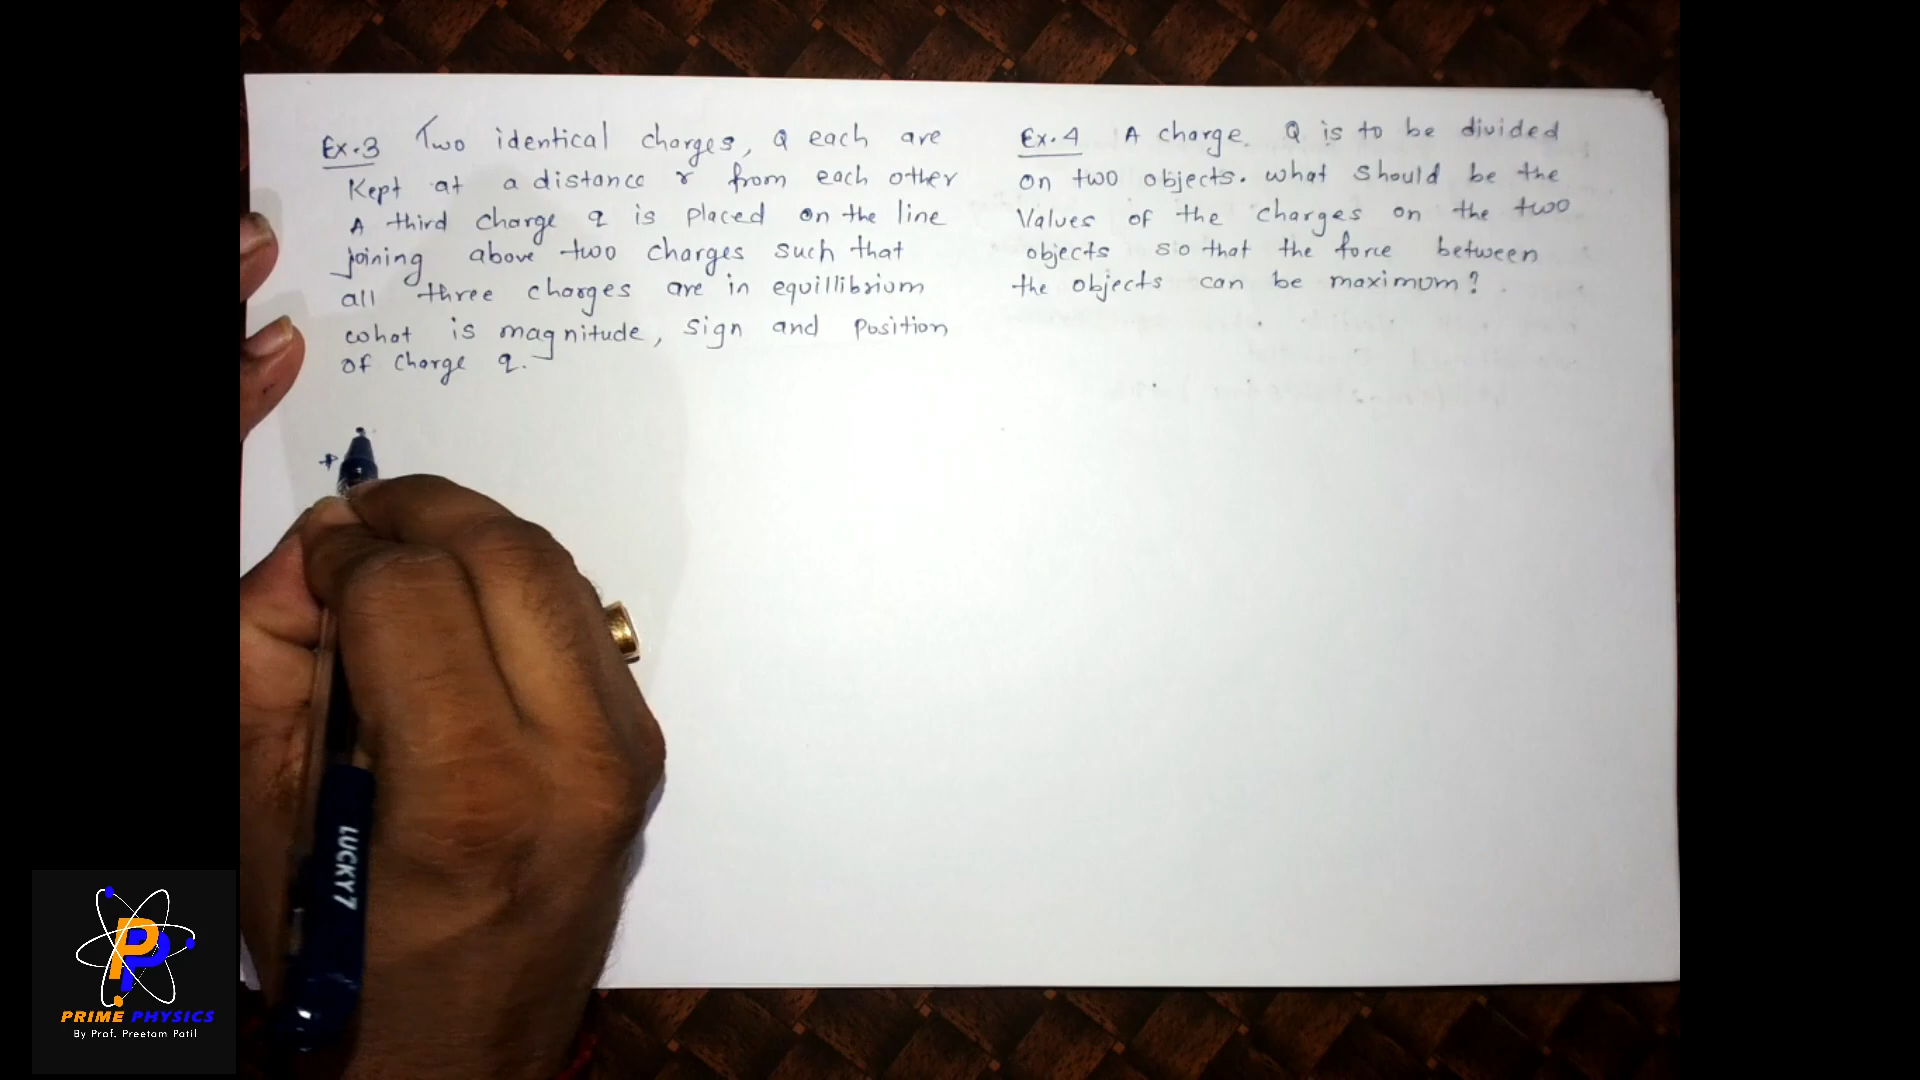 Ex.3 Two identical charges, Q each are
Kept at a distance r from each other
A third charge q is placed on the line
joining above two charges such that
all three charges are in equillibrium
what is magnitude, sign and position
of charge q.
+
Ex.4 A charge Q is to be divided
on two objects. what should be the
Values of the charges on the two
objects so that the force between
the objects can be maximum?
LUCKY7
PRIME PHYSICS
By Prof. Preetam Patil